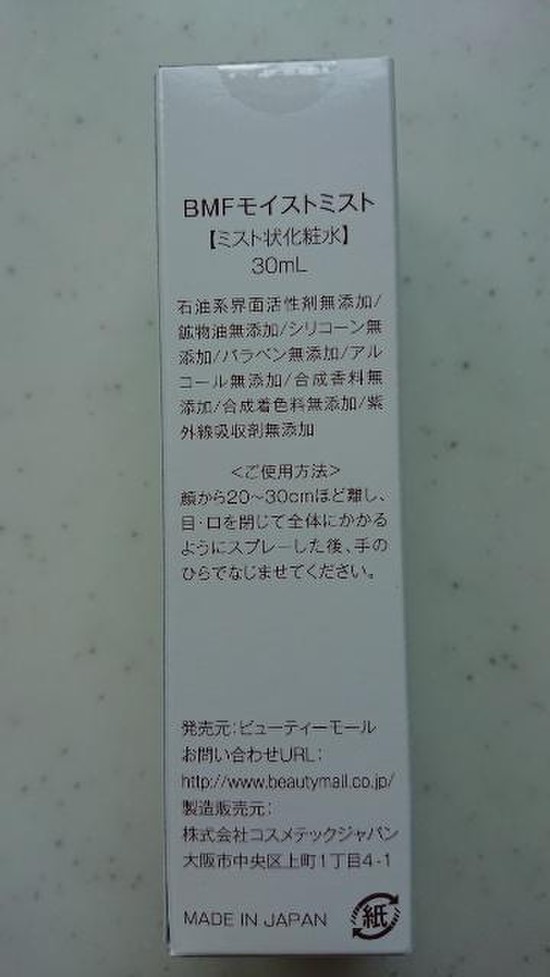 BMFモイストミスト
【ミスト状化粧水】
30mL
石油系界面活性剤無添加/
鉱物油無添加/シリコーン無
添加/パラベン無添加/アル
コール無添加/合成香料無
添加/合成着色料無添加/紫
外線吸収剤無添加
<ご使用方法>
顔から20~30cmほど離し、
目・口を閉じて全体にかかる
ようにスプレーした後、手の
ひらでなじませてください。
発売元:ビューティーモール
お問い合わせURL:
http://www.beautymall.co.jp/
製造販売元:
株式会社コスメテックジャパン
大阪市中央区上町1丁目4-1
MADE IN JAPAN
紙